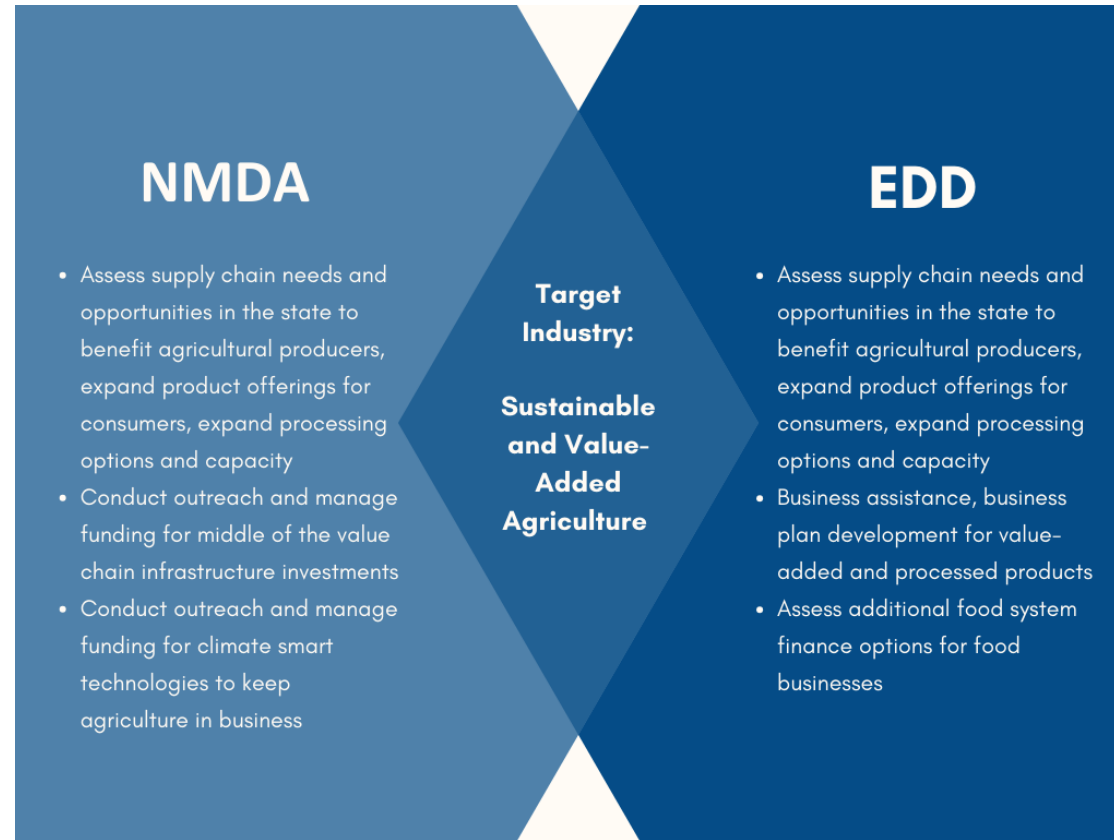 NMDA
• Assess supply chain needs and
opportunities in the state to
benefit agricultural producers,
expand product offerings for
consumers, expand processing
options and capacity
• Conduct outreach and manage
funding for middle of the value
chain infrastructure investments
• Conduct outreach and manage
funding for climate smart
technologies to keep
agriculture in business
Target
Industry:
Sustainable
and Value-
Added
Agriculture
EDD
• Assess supply chain needs and
opportunities in the state to
benefit agricultural producers,
expand product offerings for
consumers, expand processing
options and capacity
• Business assistance, business
plan development for value-
added and processed products
• Assess additional food system
finance options for food
businesses